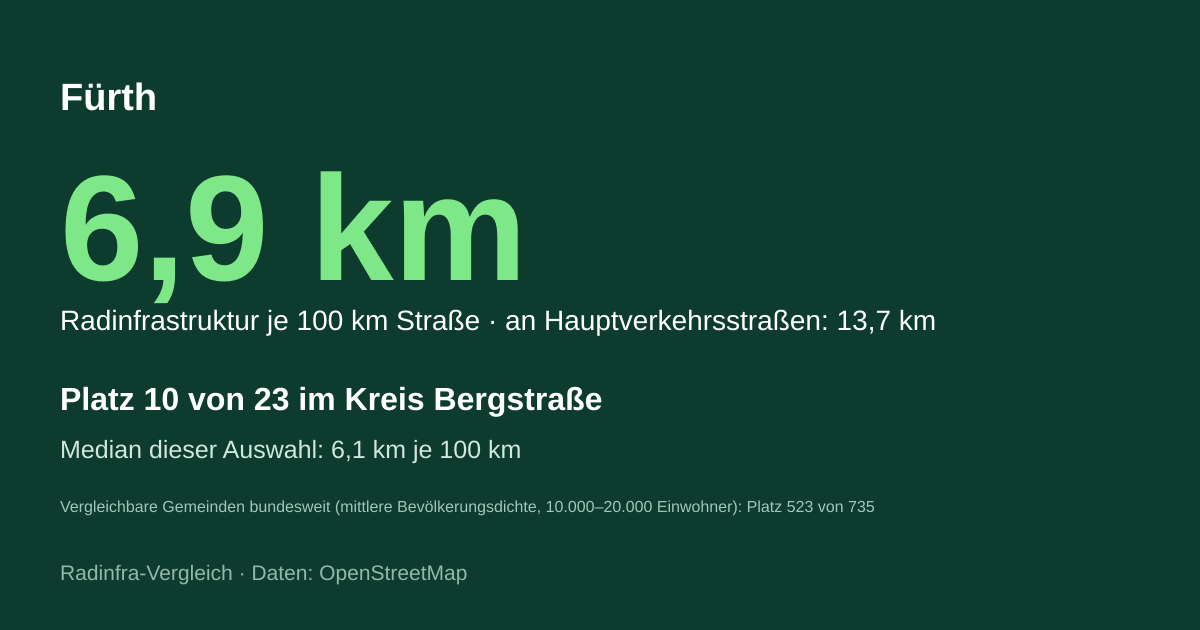 Fürth
6,9 km
Radinfrastruktur je 100 km Straße · an Hauptverkehrsstraßen: 13,7 km
Platz 10 von 23 im Kreis Bergstraße
Median dieser Auswahl: 6,1 km je 100 km
Vergleichbare Gemeinden bundesweit (mittlere Bevölkerungsdichte, 10.000–20.000 Einwohner): Platz 523 von 735
Radinfra-Vergleich · Daten: OpenStreetMap